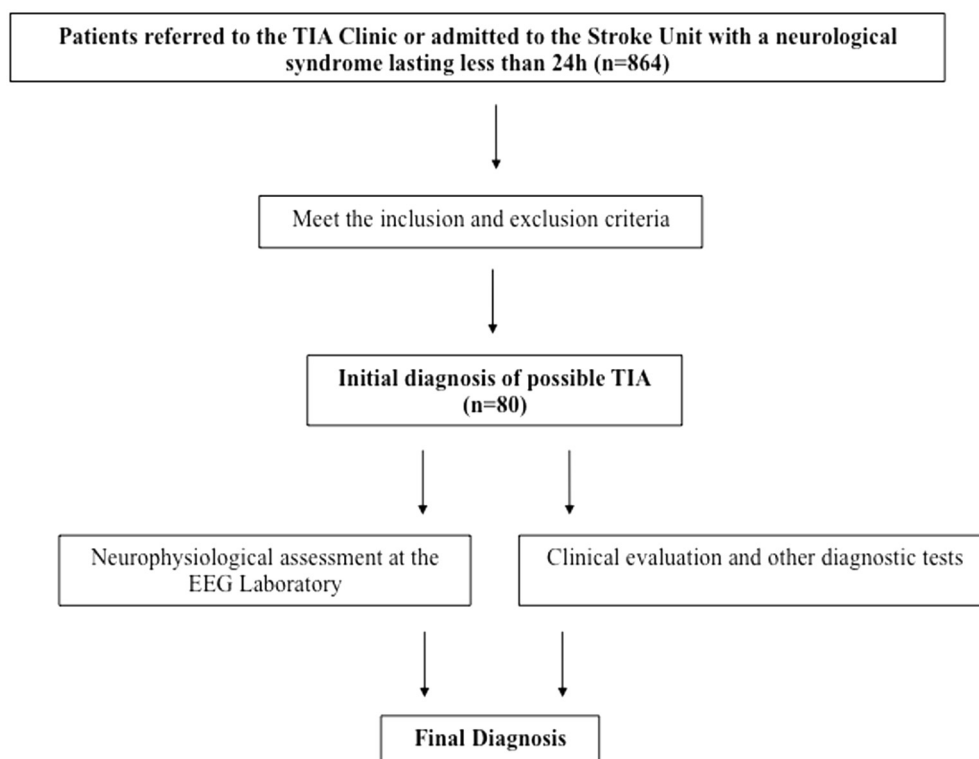 Patients referred to the TIA Clinic or admitted to the Stroke Unit with a neurological
syndrome lasting less than 24h (n=864)
Meet the inclusion and exclusion criteria
Initial diagnosis of possible TIA
(n=80)
Neurophysiological assessment at the
EEG Laboratory
Clinical evaluation and other diagnostic tests
Final Diagnosis